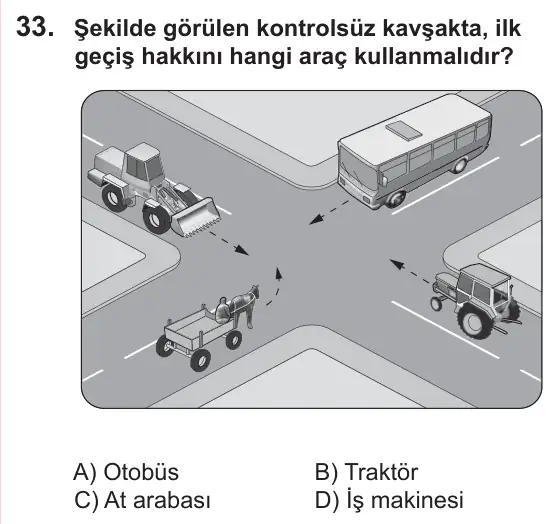 33. Şekilde görülen kontrolsüz kavşakta, ilk
geçiş hakkını hangi araç kullanmalıdır?
A) Otobüs
B) Traktör
C) At arabası
D) İş makinesi